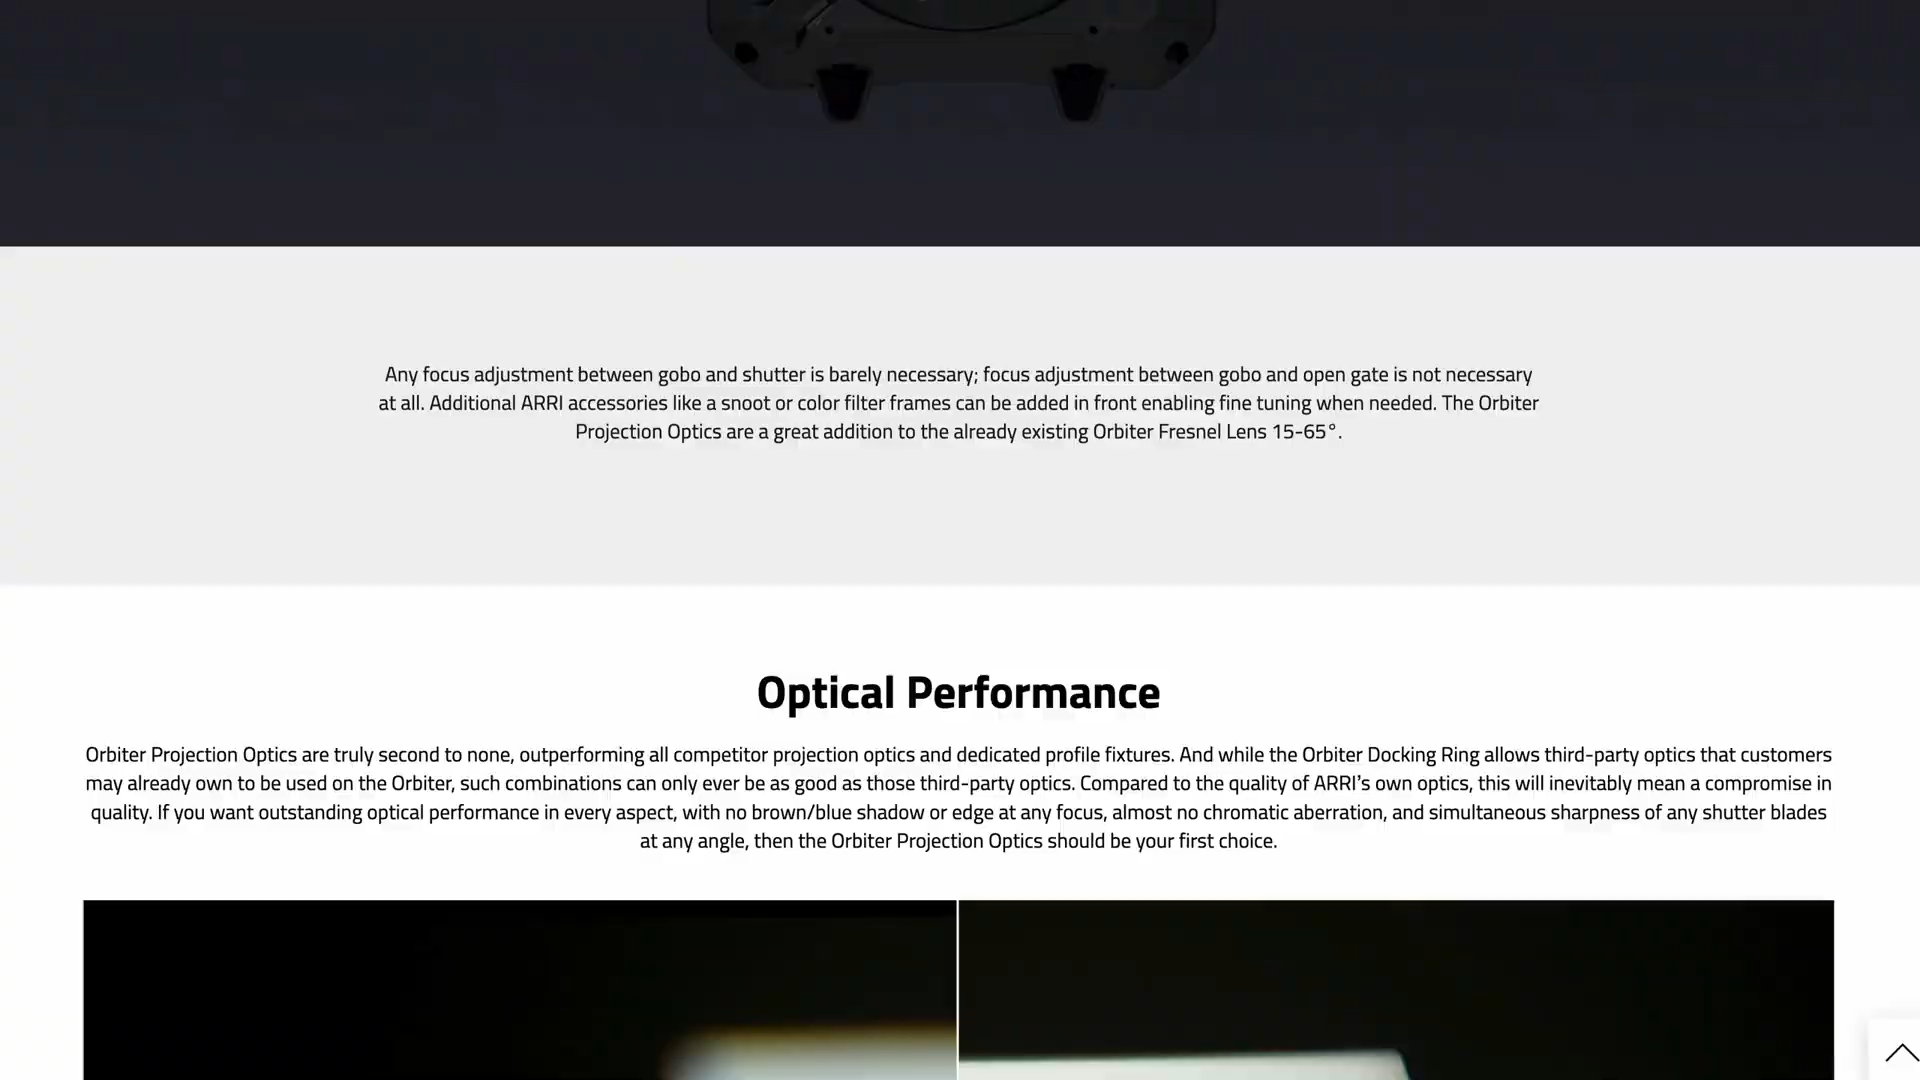 Any focus adjustment between gobo and shutter is barely necessary; focus adjustment between gobo and open gate is not necessary
at all. Additional ARRI accessories like a snoot or color filter frames can be added in front enabling fine tuning when needed. The Orbiter
Projection Optics are a great addition to the already existing Orbiter Fresnel Lens 15-65°.
Optical Performance
Orbiter Projection Optics are truly second to none, outperforming all competitor projection optics and dedicated profile fixtures. And while the Orbiter Docking Ring allows third-party optics that customers
may already own to be used on the Orbiter, such combinations can only ever be as good as those third-party optics. Compared to the quality of ARRI’s own optics, this will inevitably mean a compromise in
quality. If you want outstanding optical performance in every aspect, with no brown/blue shadow or edge at any focus, almost no chromatic aberration, and simultaneous sharpness of any shutter blades
at any angle, then the Orbiter Projection Optics should be your first choice.